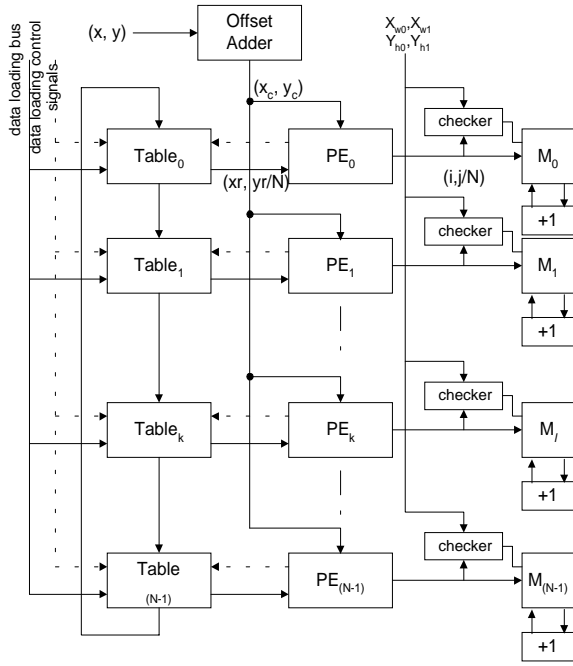 data loading bus
data loading control
signals
(x, y)
Offset
Adder
X_w0,X_w1
Y_h0,Y_h1
(x_c, y_c)
checker
Table_0
PE_0
M_0
(xr, yr/N)
(i,j/N)
+1
checker
Table_1
PE_1
M_1
+1
checker
Table_k
PE_k
M_l
+1
checker
Table
(N-1)
PE_(N-1)
M_(N-1)
+1